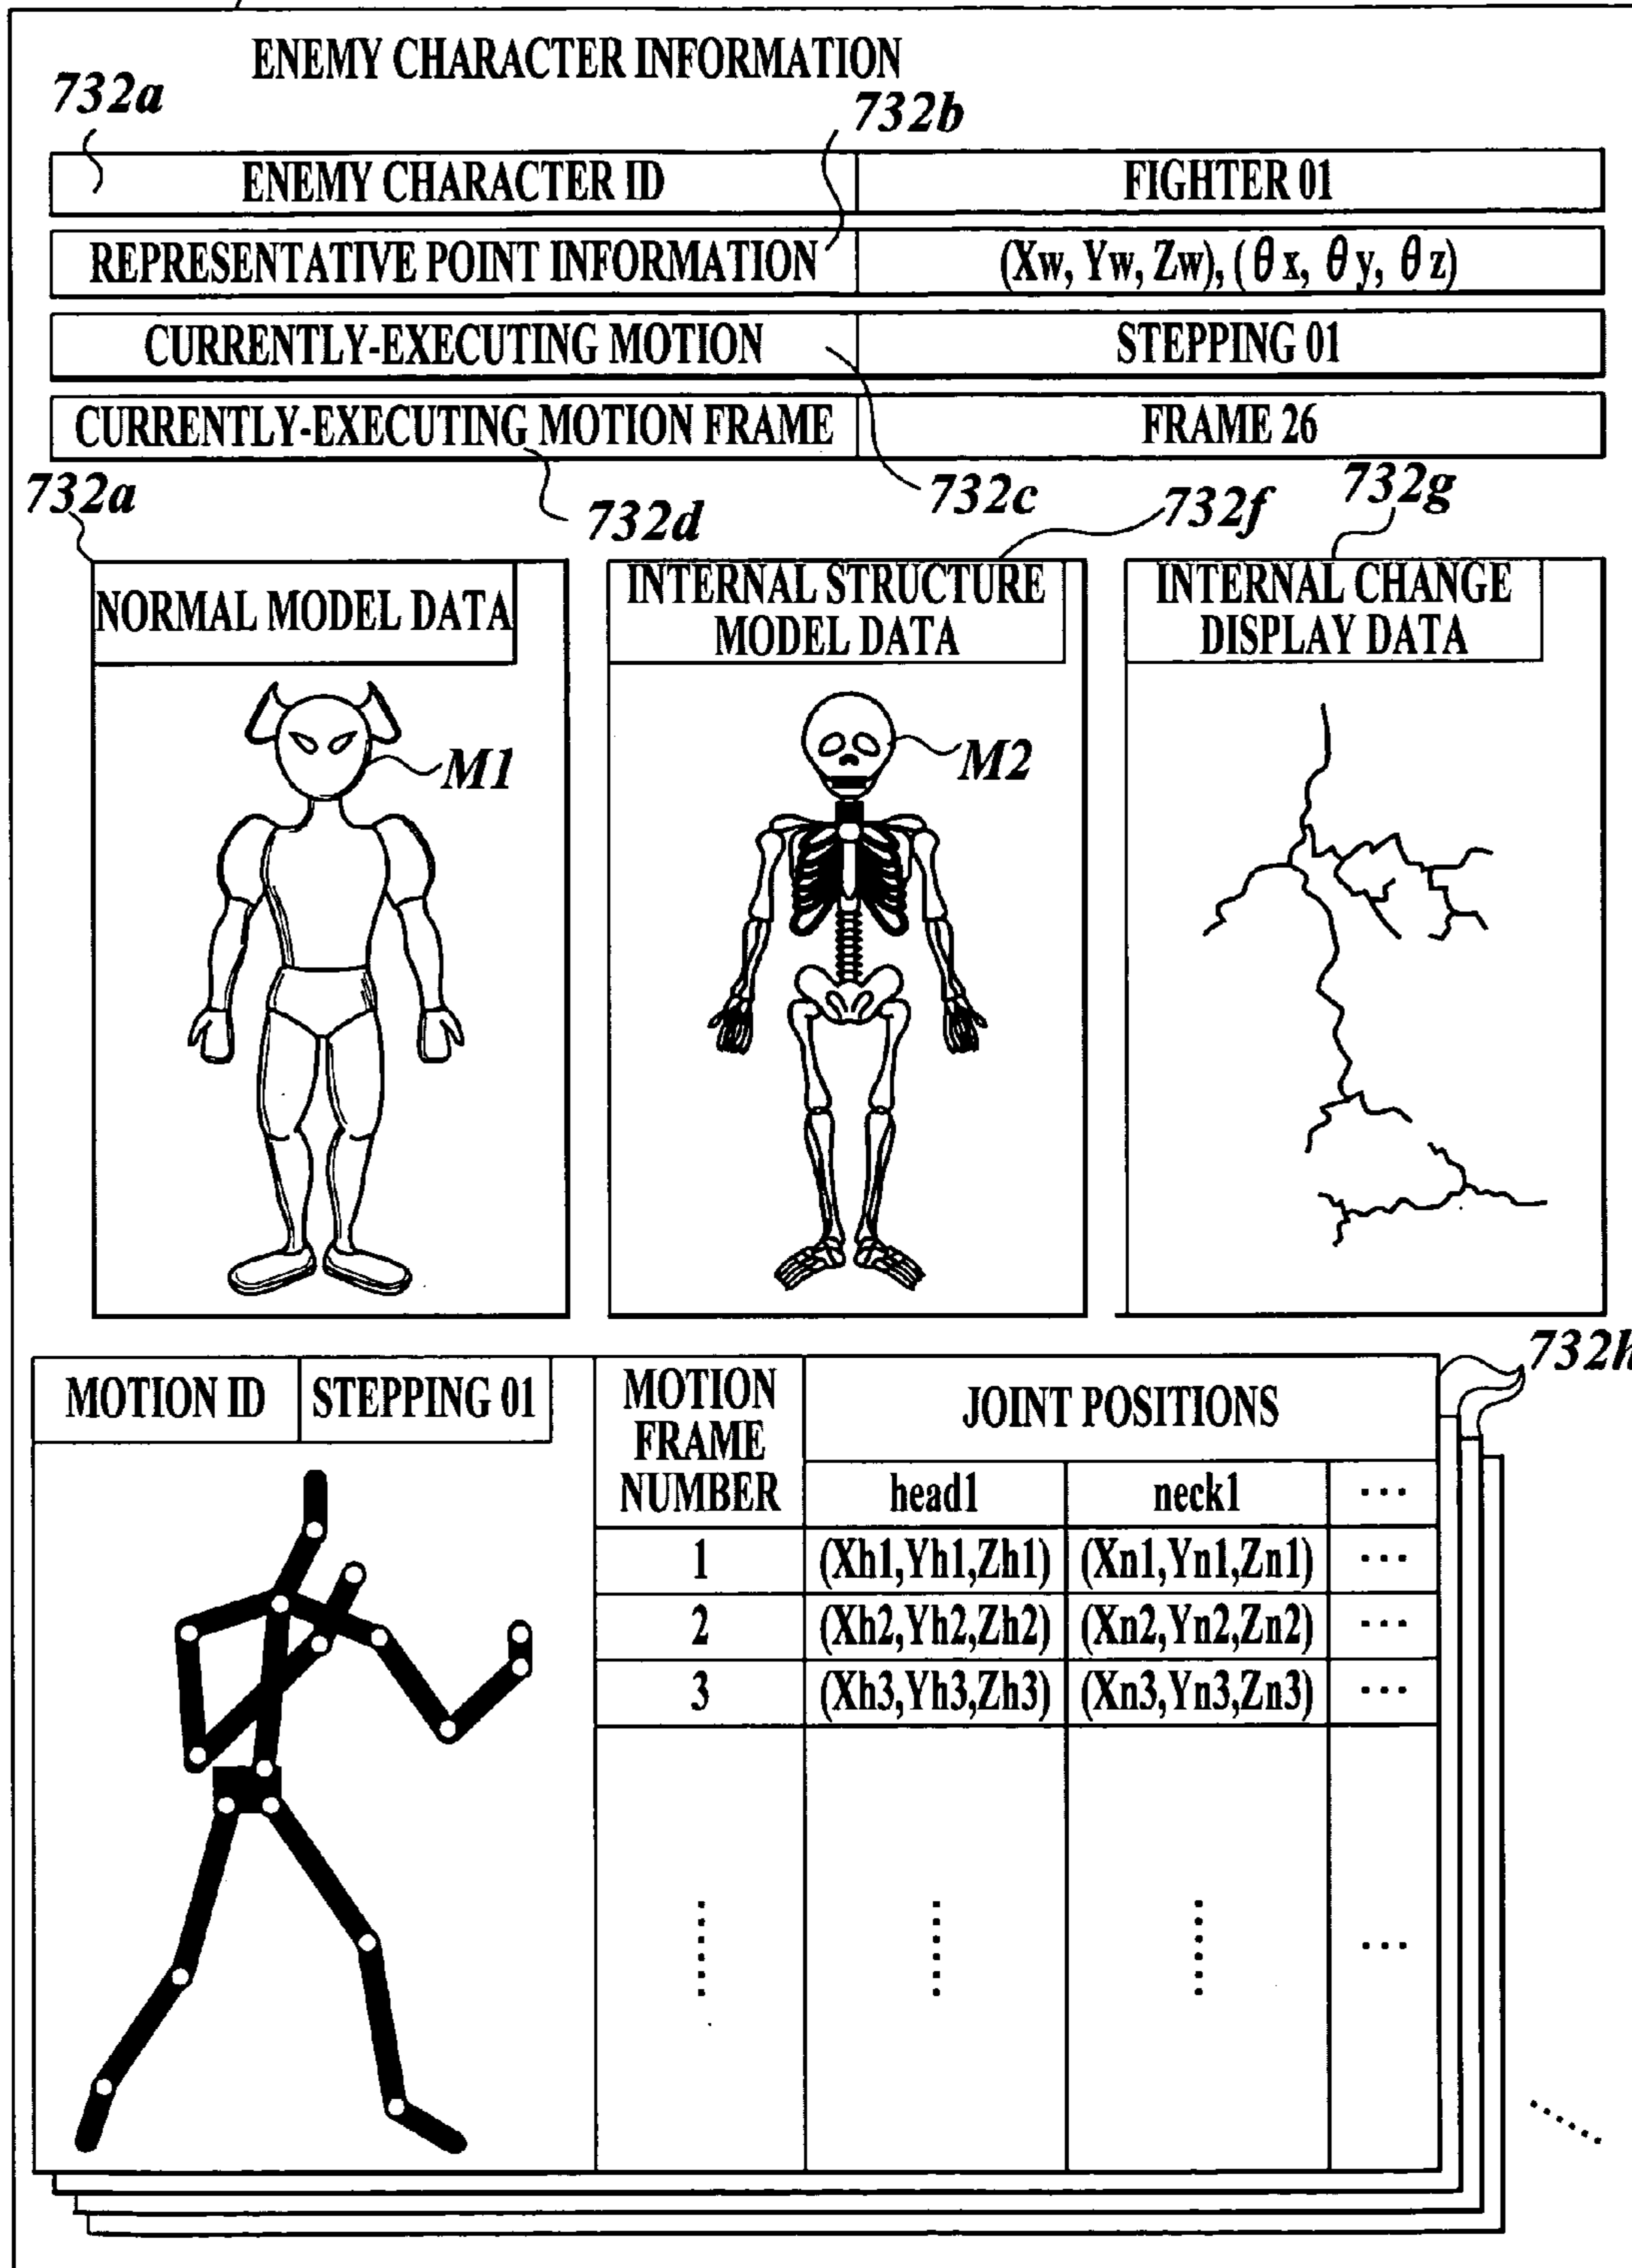 ENEMY CHARACTER INFORMATION
732a
732b
ENEMY CHARACTER ID FIGHTER 01
REPRESENTATIVE POINT INFORMATION (Xw, Yw, Zw), (θx, θy, θz)
CURRENTLY-EXECUTING MOTION STEPPING 01
CURRENTLY-EXECUTING MOTION FRAME FRAME 26
732a
732d
732c
732f
732g
NORMAL MODEL DATA
INTERNAL STRUCTURE
MODEL DATA
INTERNAL CHANGE
DISPLAY DATA
M1
M2
732h
MOTION ID STEPPING 01
MOTION
FRAME
NUMBER
JOINT POSITIONS
head1 neck1 ...
1 (Xh1,Yh1,Zh1) (Xn1,Yn1,Zn1) ...
2 (Xh2,Yh2,Zh2) (Xn2,Yn2,Zn2) ...
3 (Xh3,Yh3,Zh3) (Xn3,Yn3,Zn3) ...